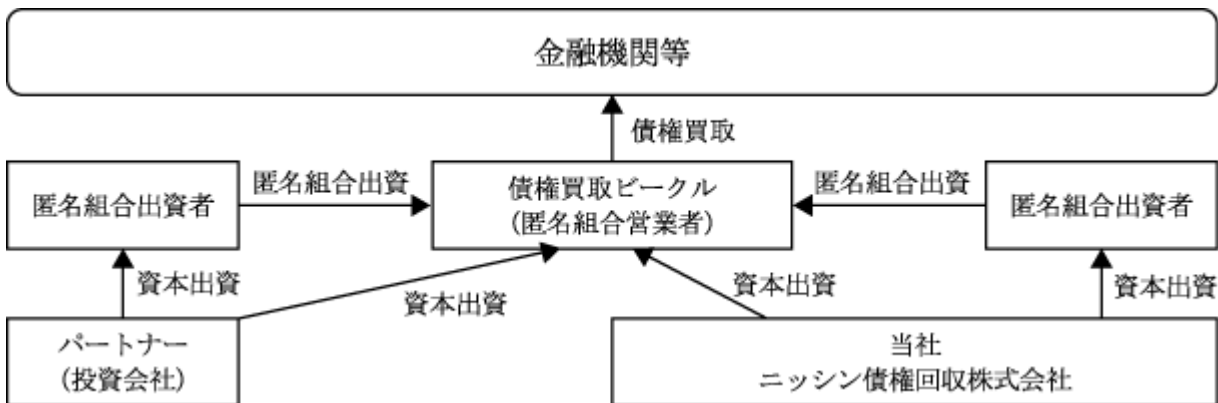 金融機関等
債権買取
匿名組合出資者
匿名組合出資
債権買取ビークル
(匿名組合営業者)
匿名組合出資
匿名組合出資者
資本出資
資本出資
資本出資
資本出資
パートナー
(投資会社)
当社
ニッシン債権回収株式会社